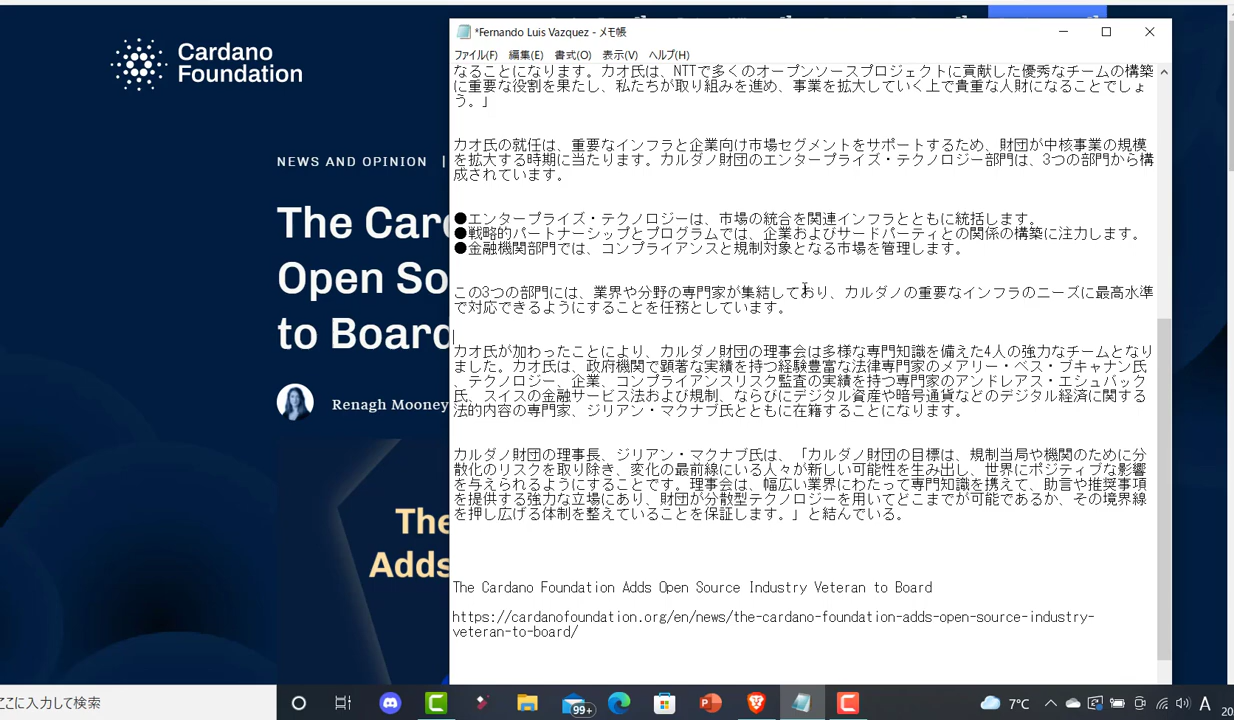 Cardano
Foundation
NEWS AND OPINION |
The Car
Open So
to Board
Renagh Mooney
The
Adds
*Fernando Luis Vazquez - メモ帳
ファイル(F) 編集(E) 書式(O) 表示(V) ヘルプ(H)
なることになります。カオ氏は、NTTで多くのオープンソースプロジェクトに貢献した優秀なチームの構築
に重要な役割を果たし、私たちが取り組みを進め、事業を拡大していく上で貴重な人財になることでしょ
う。」
カオ氏の就任は、重要なインフラと企業向け市場セグメントをサポートするため、財団が中核事業の規模
を拡大する時期に当たります。カルダノ財団のエンタープライズ・テクノロジー部門は、3つの部門から構
成されています。
●エンタープライズ・テクノロジーは、市場の統合を関連インフラとともに統括します。
●戦略的パートナーシップとプログラムでは、企業およびサードパーティとの関係の構築に注力します。
●金融機関部門では、コンプライアンスと規制対象となる市場を管理します。
この3つの部門には、業界や分野の専門家が集結しており、カルダノの重要なインフラのニーズに最高水準
で対応できるようにすることを任務としています。
カオ氏が加わったことにより、カルダノ財団の理事会は多様な専門知識を備えた4人の強力なチームとなり
ました。カオ氏は、政府機関で顕著な実績を持つ経験豊富な法律専門家のメアリー・ベス・ブキャナン氏
、テクノロジー、企業、コンプライアンスリスク監査の実績を持つ専門家のアンドレアス・エシュバック
氏、スイスの金融サービス法および規制、ならびにデジタル資産や暗号通貨などのデジタル経済に関する
法的内容の専門家、ジリアン・マクナブ氏とともに在籍することになります。
カルダノ財団の理事長、ジリアン・マクナブ氏は、「カルダノ財団の目標は、規制当局や機関のために分
散化のリスクを取り除き、変化の最前線にいる人々が新しい可能性を生み出し、世界にポジティブな影響
を与えられるようにすることです。理事会は、幅広い業界にわたって専門知識を携えて、助言や推奨事項
を提供する強力な立場にあり、財団が分散型テクノロジーを用いてどこまでが可能であるか、その境界線
を押し広げる体制を整えていることを保証します。」と結んでいる。
The Cardano Foundation Adds Open Source Industry Veteran to Board
https://cardanofoundation.org/en/news/the-cardano-foundation-adds-open-source-industry-
veteran-to-board/
ここに入力して検索
99+
7℃
A
20